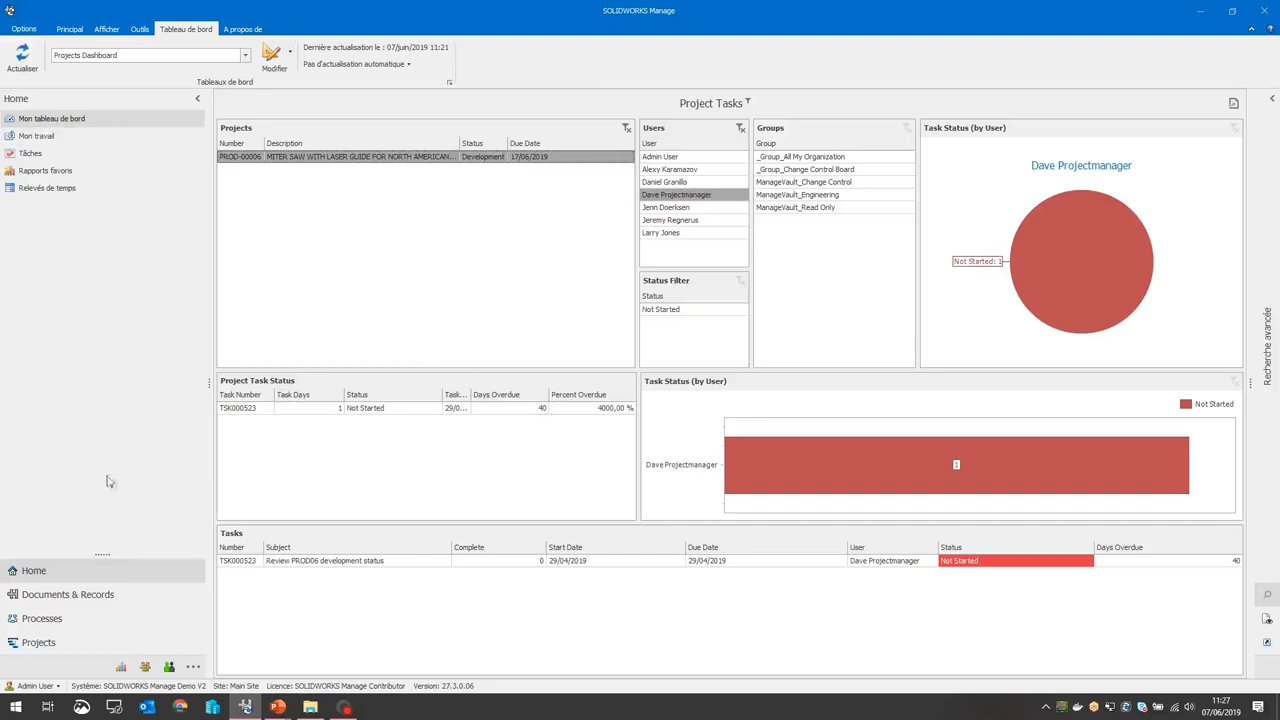 SOLIDWORKS Manage
Options Principal Afficher Outils Tableau de bord A propos de
Actualiser
Projects Dashboard
Modifier
Dernière actualisation le : 07/juin/2019 11:21
Pas d'actualisation automatique
Tableaux de bord
Home
Mon tableau de bord
Mon travail
Tâches
Rapports favoris
Relevés de temps
Home
Documents & Records
Processes
Projects
Project Tasks
Projects
Number Description Status Due Date
PROD-00006 MITER SAW WITH LASER GUIDE FOR NORTH AMERICAN... Development 17/06/2019
Users
User
Admin User
Alexy Karamazov
Daniel Granillo
Dave Projectmanager
Jenn Doerksen
Jeremy Regnerus
Larry Jones
Status Filter
Status
Not Started
Groups
Group
_Group_All My Organization
_Group_Change Control Board
ManageVault_Change Control
ManageVault_Engineering
ManageVault_Read Only
Task Status (by User)
Dave Projectmanager
Not Started: 1
Project Task Status
Task Number Task Days Status Task... Days Overdue Percent Overdue
TSK000523 1 Not Started 29/0... 40 4000,00 %
Task Status (by User)
Not Started
Dave Projectmanager
1
Tasks
Number Subject Complete Start Date Due Date User Status Days Overdue
TSK000523 Review PROD06 development status 0 29/04/2019 29/04/2019 Dave Projectmanager Not Started 40
Recherche avancée
Admin User Système: SOLIDWORKS Manage Demo V2 Site: Main Site Licence: SOLIDWORKS Manage Contributor Version: 27.3.0.06
11:27
07/06/2019